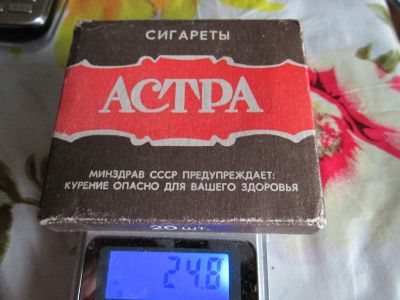 СИГАРЕТЫ
АСТРА
МИНЗДРАВ СССР ПРЕДУПРЕЖДАЕТ:
КУРЕНИЕ ОПАСНО ДЛЯ ВАШЕГО ЗДОРОВЬЯ
20 шт.
24.8